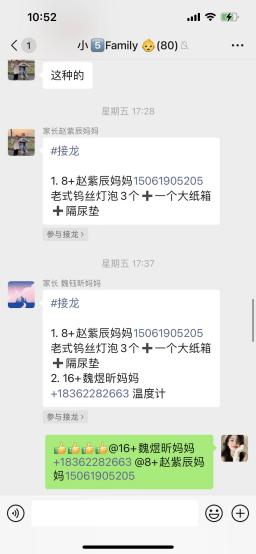 10:52
1
小5Family👶(80)
这种的
星期五 17:28
家长赵紫辰妈妈
#接龙
1. 8+赵紫辰妈妈15061905205
老式钨丝灯泡3个➕一个大纸箱
➕隔尿垫
参与接龙
星期五 17:37
家长 魏钰昕妈妈
#接龙
1. 8+赵紫辰妈妈15061905205
老式钨丝灯泡3个➕一个大纸箱
➕隔尿垫
2. 16+魏煜昕妈妈
+18362282663 温度计
参与接龙
👍👍👍👍@16+魏煜昕妈妈
+18362282663 @8+赵紫辰妈
妈15061905205